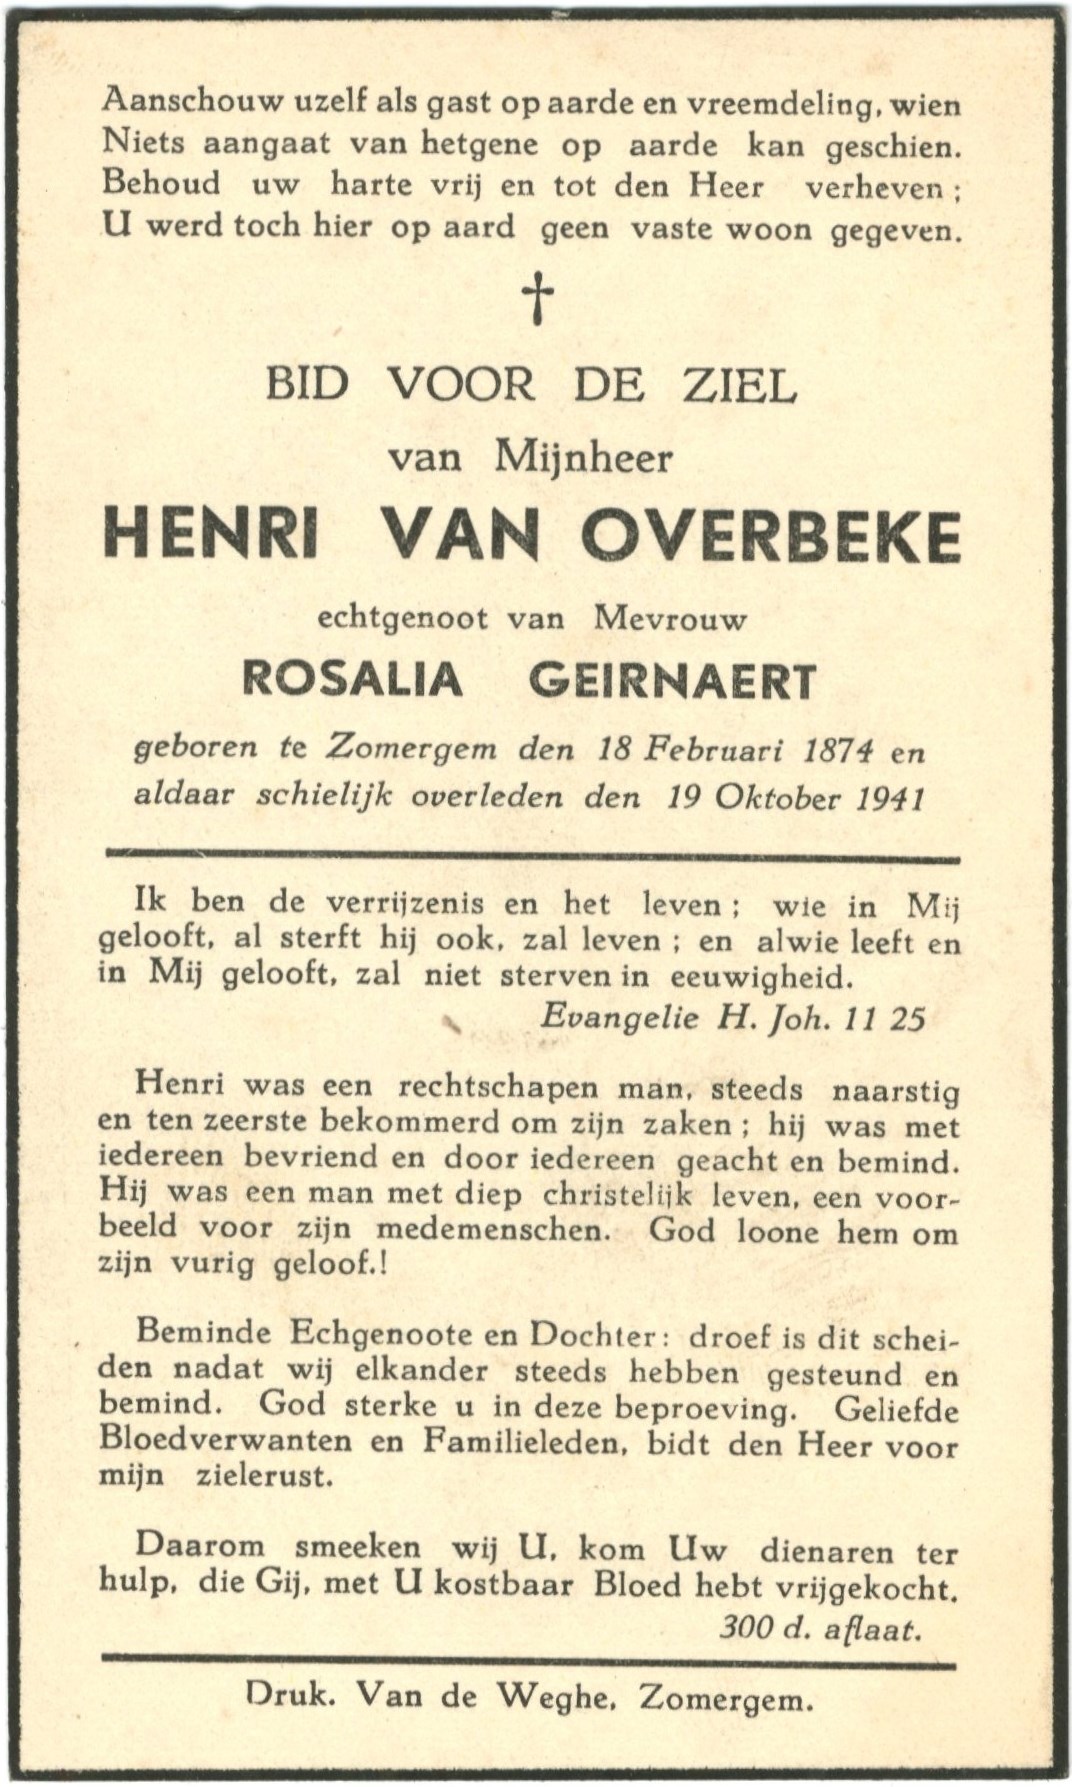 Aanschouw uzelf als gast op aarde en vreemdeling, wien
Niets aangaat van hetgene op aarde kan geschien.
Behoud uw harte vrij en tot den Heer verheven ;
U werd toch hier op aard geen vaste woon gegeven.
†
BID VOOR DE ZIEL
van Mijnheer
HENRI VAN OVERBEKE
echtgenoot van Mevrouw
ROSALIA GEIRNAERT
geboren te Zomergem den 18 Februari 1874 en
aldaar schielijk overleden den 19 Oktober 1941
Ik ben de verrijzenis en het leven ; wie in Mij
gelooft, al sterft hij ook, zal leven ; en alwie leeft en
in Mij gelooft, zal niet sterven in eeuwigheid.
Evangelie H. Joh. 11 25
Henri was een rechtschapen man, steeds naarstig
en ten zeerste bekommerd om zijn zaken ; hij was met
iedereen bevriend en door iedereen geacht en bemind.
Hij was een man met diep christelijk leven, een voor-
beeld voor zijn medemenschen. God loone hem om
zijn vurig geloof.!
Beminde Echgenoote en Dochter : droef is dit schei-
den nadat wij elkander steeds hebben gesteund en
bemind. God sterke u in deze beproeving. Geliefde
Bloedverwanten en Familieleden, bidt den Heer voor
mijn zielerust.
Daarom smeeken wij U, kom Uw dienaren ter
hulp, die Gij, met U kostbaar Bloed hebt vrijgekocht.
300 d. aflaat.
Druk. Van de Weghe, Zomergem.